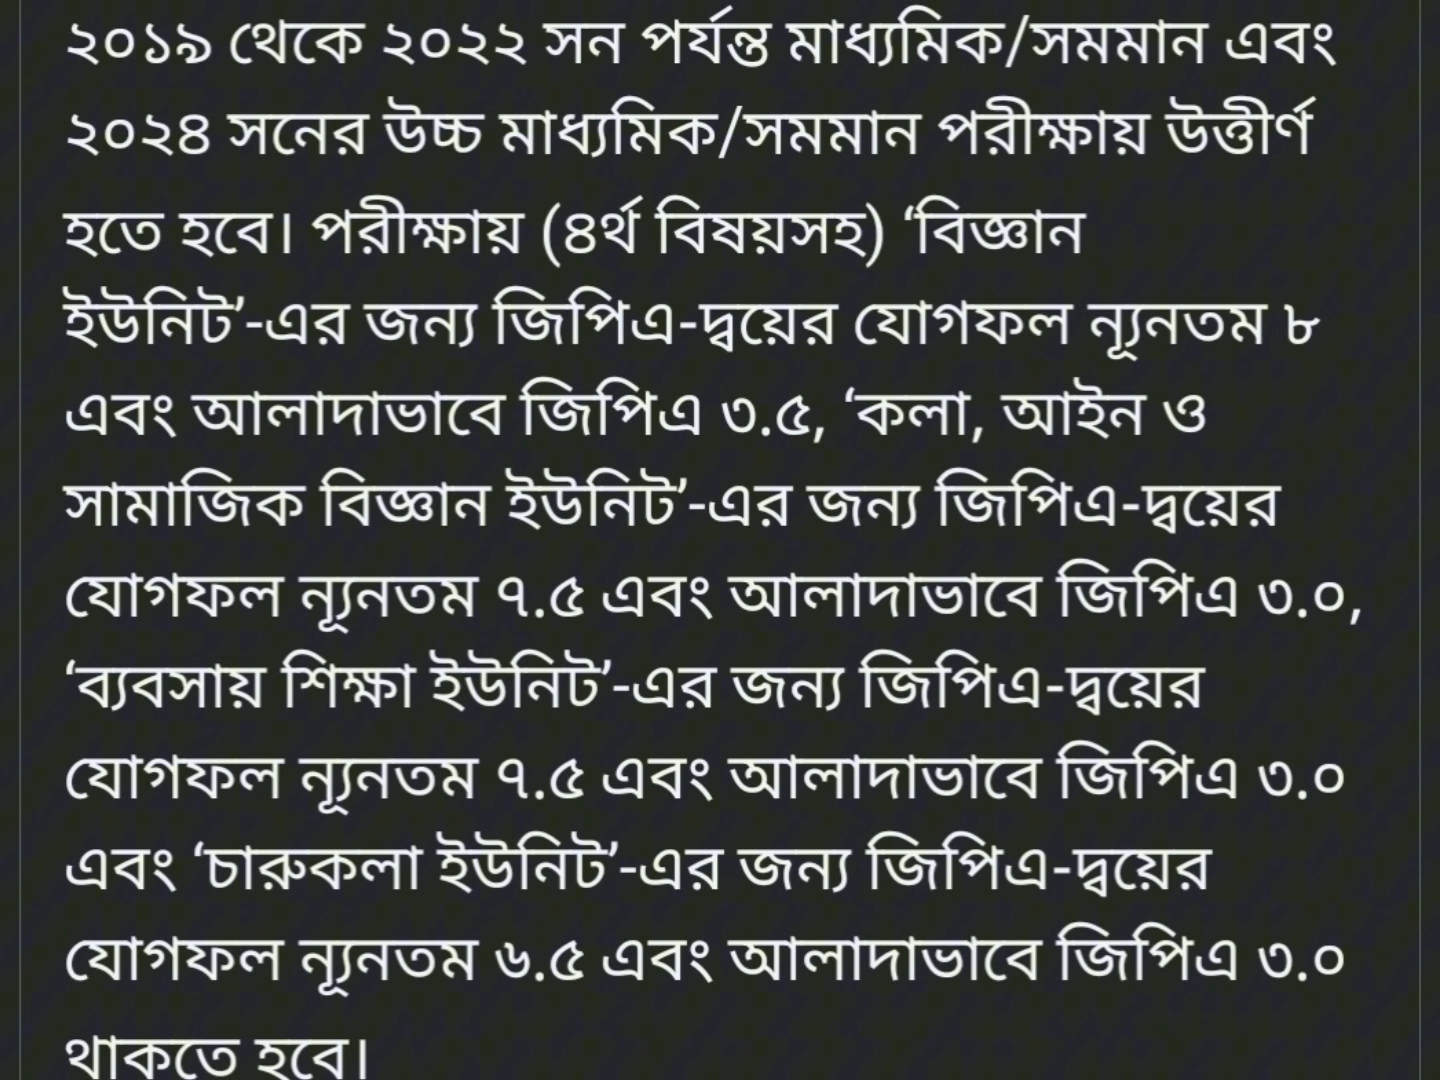 ২০১৯ থেকে ২০২২ সন পর্যন্ত মাধ্যমিক/সমমান এবং
২০২৪ সনের উচ্চ মাধ্যমিক/সমমান পরীক্ষায় উত্তীর্ণ
হতে হবে। পরীক্ষায় (৪র্থ বিষয়সহ) ‘বিজ্ঞান
ইউনিট’-এর জন্য জিপিএ-দ্বয়ের যোগফল ন্যূনতম ৮
এবং আলাদাভাবে জিপিএ ৩.৫, ‘কলা, আইন ও
সামাজিক বিজ্ঞান ইউনিট’-এর জন্য জিপিএ-দ্বয়ের
যোগফল ন্যূনতম ৭.৫ এবং আলাদাভাবে জিপিএ ৩.০,
‘ব্যবসায় শিক্ষা ইউনিট’-এর জন্য জিপিএ-দ্বয়ের
যোগফল ন্যূনতম ৭.৫ এবং আলাদাভাবে জিপিএ ৩.০
এবং ‘চারুকলা ইউনিট’-এর জন্য জিপিএ-দ্বয়ের
যোগফল ন্যূনতম ৬.৫ এবং আলাদাভাবে জিপিএ ৩.০
থাকতে হবে।